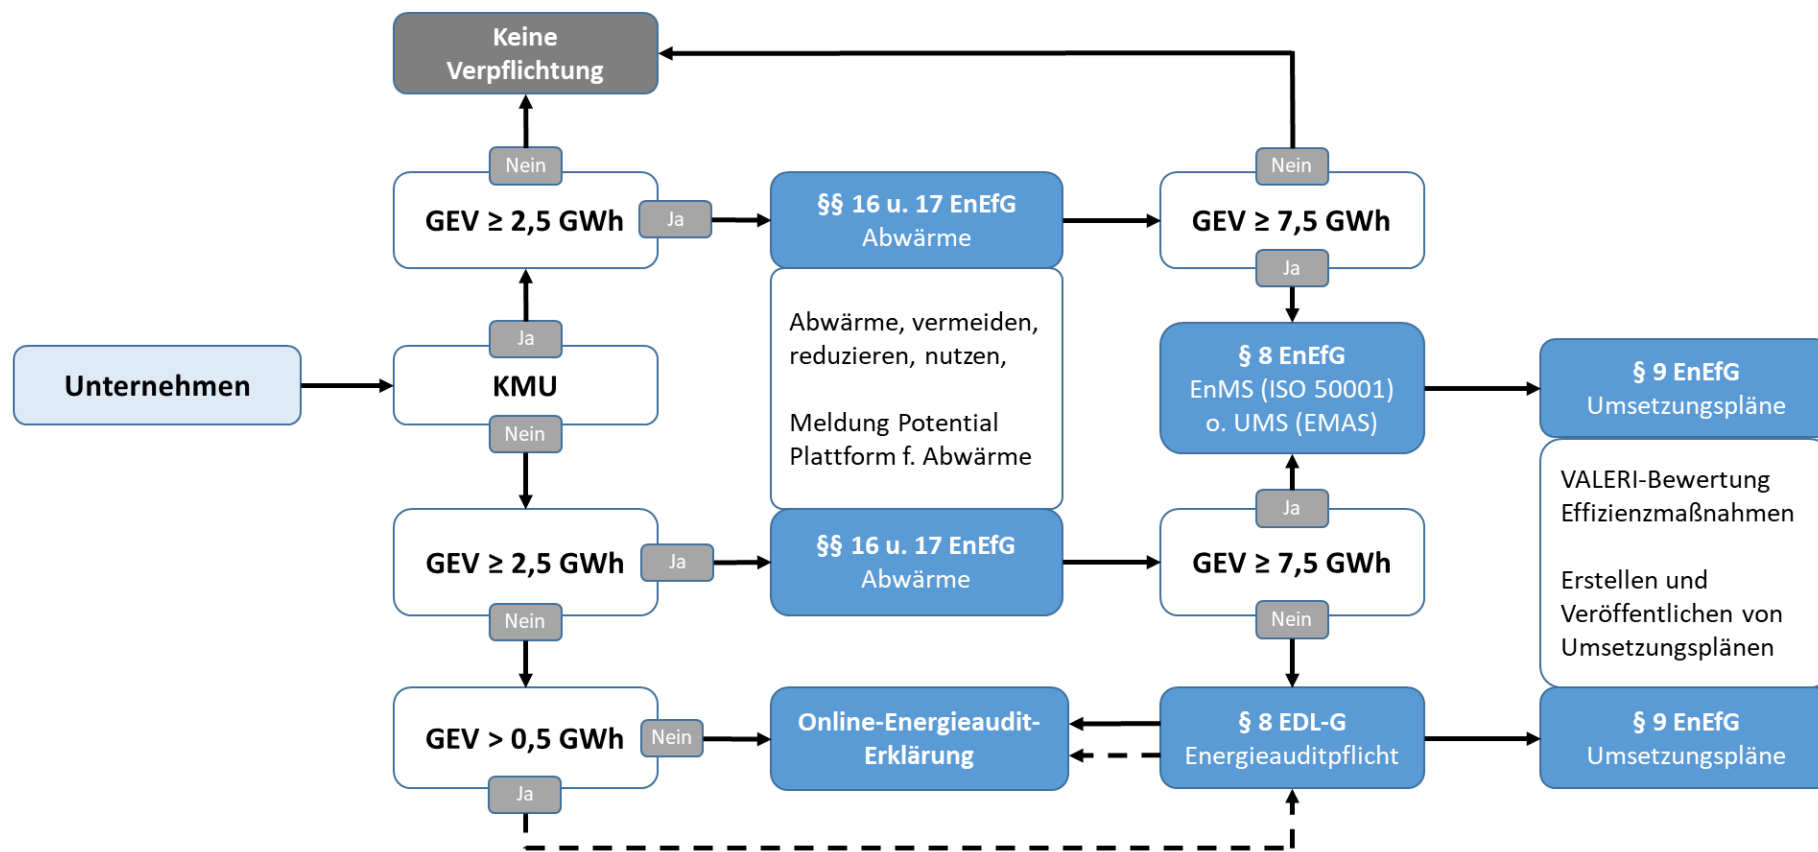 Keine
Verpflichtung
Nein
Nein
GEV ≥ 2,5 GWh
Ja
§§ 16 u. 17 EnEfG
Abwärme
GEV ≥ 7,5 GWh
Ja
Abwärme, vermeiden,
reduzieren, nutzen,
Meldung Potential
Plattform f. Abwärme
Ja
Unternehmen
KMU
Nein
§ 8 EnEfG
EnMS (ISO 50001)
o. UMS (EMAS)
§ 9 EnEfG
Umsetzungspläne
VALERI-Bewertung
Effizienzmaßnahmen
Erstellen und
Veröffentlichen von
Umsetzungsplänen
Ja
GEV ≥ 2,5 GWh
Ja
§§ 16 u. 17 EnEfG
Abwärme
GEV ≥ 7,5 GWh
Nein
Nein
GEV > 0,5 GWh
Nein
Online-Energieaudit-
Erklärung
§ 8 EDL-G
Energieauditpflicht
§ 9 EnEfG
Umsetzungspläne
Ja